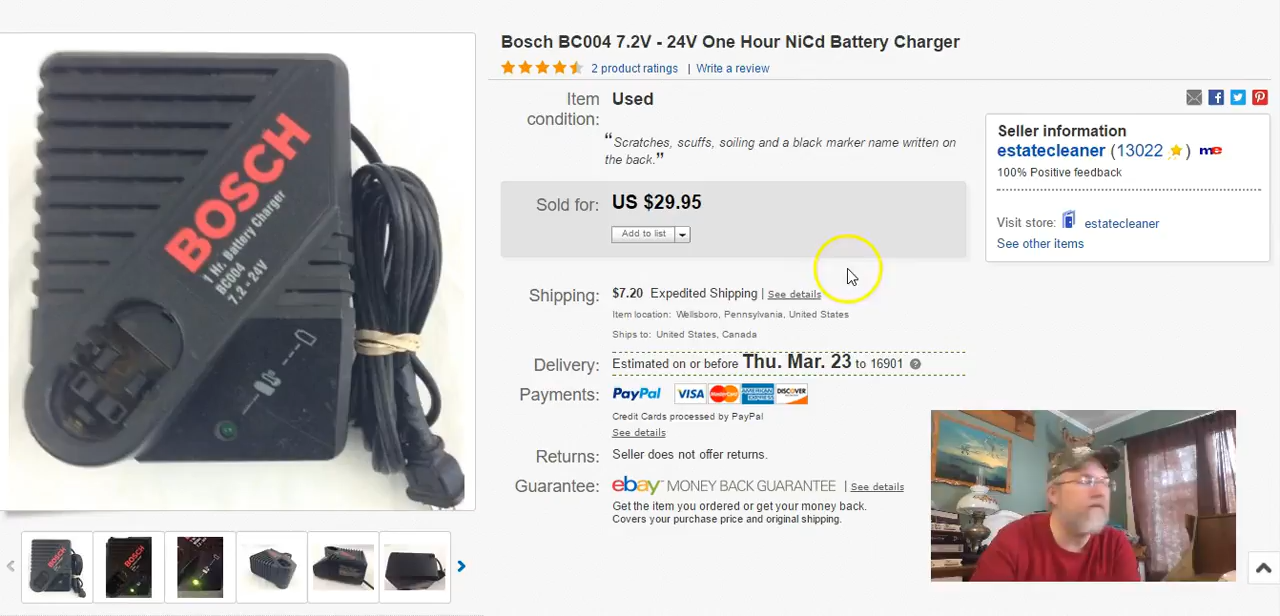 BOSCH
1 Hr. Battery Charger
BC004
7.2 - 24V
Bosch BC004 7.2V - 24V One Hour NiCd Battery Charger
2 product ratings | Write a review
Item condition: Used
“Scratches, scuffs, soiling and a black marker name written on
the back.”
Sold for: US $29.95
Add to list
Shipping: $7.20 Expedited Shipping | See details
Item location: Wellsboro, Pennsylvania, United States
Ships to: United States, Canada
Delivery: Estimated on or before Thu. Mar. 23 to 16901 ?
Payments: PayPal VISA MasterCard AMERICAN EXPRESS DISCOVER
Credit Cards processed by PayPal
See details
Returns: Seller does not offer returns.
Guarantee: ebay MONEY BACK GUARANTEE | See details
Get the item you ordered or get your money back.
Covers your purchase price and original shipping.
Seller information
estatecleaner (13022 ) me
100% Positive feedback
Visit store: estatecleaner
See other items